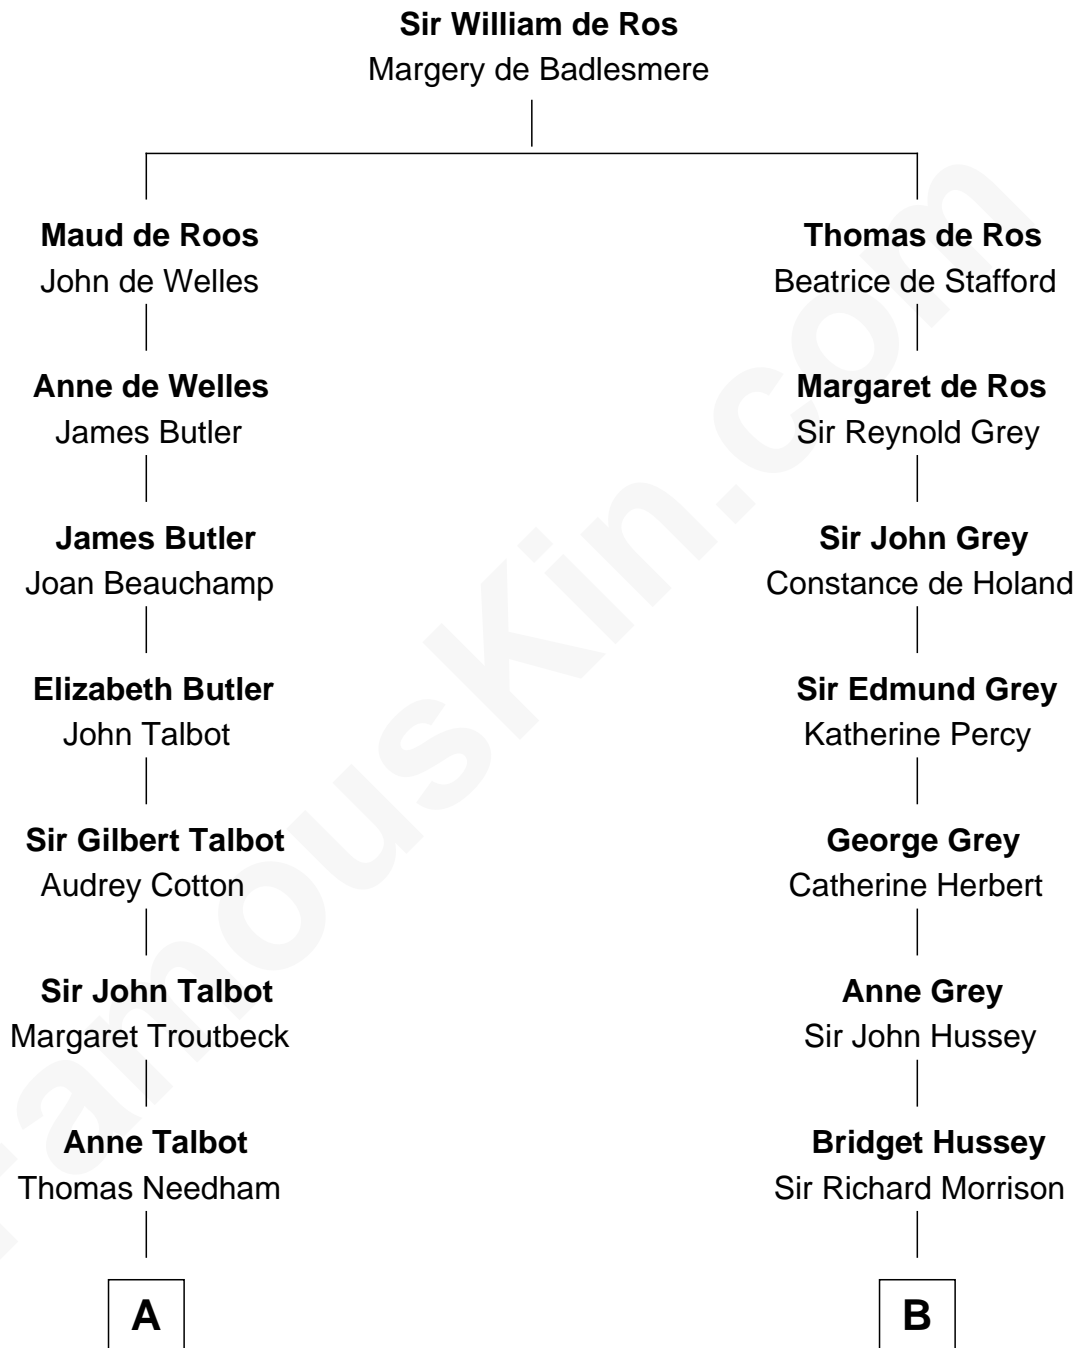 Sir William de Ros
Margery de Badlesmere
Maud de Roos
John de Welles
Anne de Welles
James Butler
James Butler
Joan Beauchamp
Elizabeth Butler
John Talbot
Sir Gilbert Talbot
Audrey Cotton
Sir John Talbot
Margaret Troutbeck
Anne Talbot
Thomas Needham
A
Thomas de Ros
Beatrice de Stafford
Margaret de Ros
Sir Reynold Grey
Sir John Grey
Constance de Holand
Sir Edmund Grey
Katherine Percy
George Grey
Catherine Herbert
Anne Grey
Sir John Hussey
Bridget Hussey
Sir Richard Morrison
B
FamousKin.com